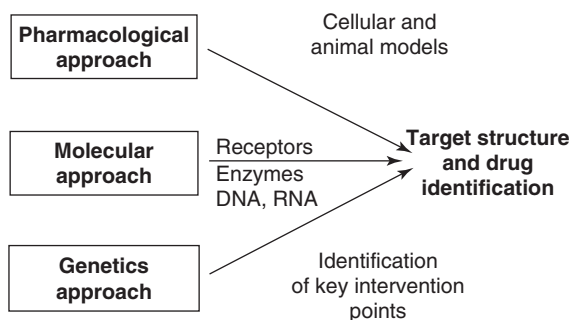 Pharmacological
approach
Cellular and
animal models
Molecular
approach
Receptors
Enzymes
DNA, RNA
Target structure
and drug
identification
Genetics
approach
Identification
of key intervention
points